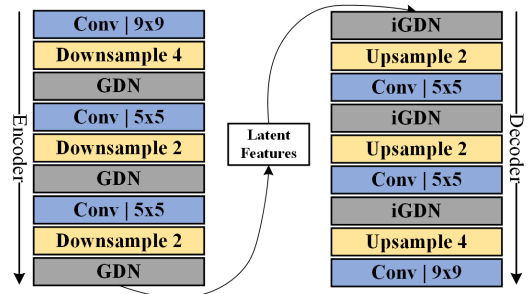 Encoder
Conv | 9x9
Downsample 4
GDN
Conv | 5x5
Downsample 2
GDN
Conv | 5x5
Downsample 2
GDN
Latent
Features
iGDN
Upsample 2
Conv | 5x5
iGDN
Upsample 2
Conv | 5x5
iGDN
Upsample 4
Conv | 9x9
Decoder